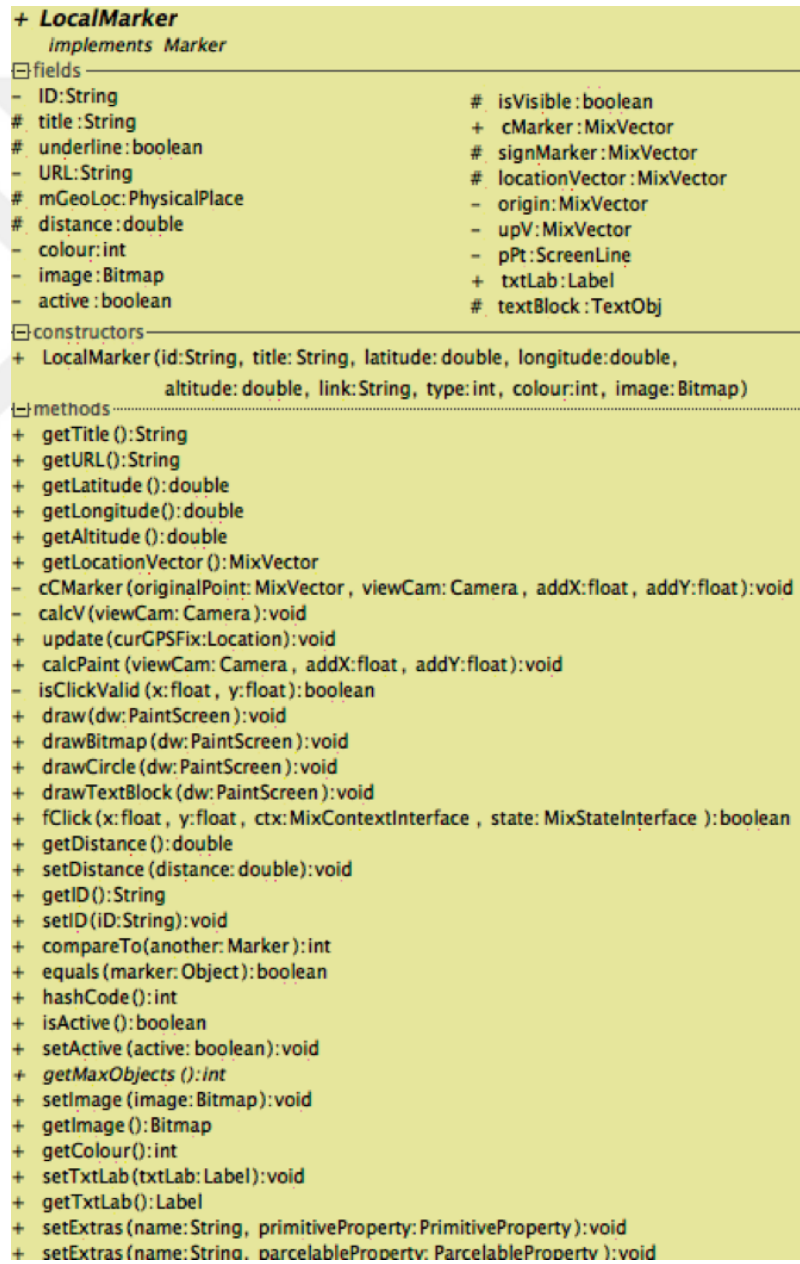 + LocalMarker
implements Marker
fields
- ID:String
# title:String
# underline:boolean
- URL:String
# mGeoLoc:PhysicalPlace
# distance:double
- colour:int
- image:Bitmap
- active:boolean
# isVisible:boolean
+ cMarker:MixVector
# signMarker:MixVector
# locationVector:MixVector
- origin:MixVector
- upV:MixVector
- pPt:ScreenLine
+ txtLab:Label
# textBlock:TextObj
constructors
+ LocalMarker(id:String, title: String, latitude: double, longitude:double,
altitude: double, link:String, type:int, colour:int, image:Bitmap)
methods
+ getTitle():String
+ getURL():String
+ getLatitude():double
+ getLongitude():double
+ getAltitude():double
+ getLocationVector():MixVector
- cCMarker(originalPoint:MixVector, viewCam:Camera, addX:float, addY:float):void
- calcV(viewCam:Camera):void
+ update(curGPSFix:Location):void
+ calcPaint(viewCam:Camera, addX:float, addY:float):void
- isClickValid(x:float, y:float):boolean
+ draw(dw:PaintScreen):void
+ drawBitmap(dw:PaintScreen):void
+ drawCircle(dw:PaintScreen):void
+ drawTextBlock(dw:PaintScreen):void
+ fClick(x:float, y:float, ctx:MixContextInterface, state:MixStateInterface):boolean
+ getDistance():double
+ setDistance(distance:double):void
+ getID():String
+ setID(iD:String):void
+ compareTo(another:Marker):int
+ equals(marker:Object):boolean
+ hashCode():int
+ isActive():boolean
+ setActive(active:boolean):void
+ getMaxObjects():int
+ setImage(image:Bitmap):void
+ getImage():Bitmap
+ getColour():int
+ setTxtLab(txtLab:Label):void
+ getTxtLab():Label
+ setExtras(name:String, primitiveProperty:PrimitiveProperty):void
+ setExtras(name:String, parcelableProperty:ParcelableProperty):void